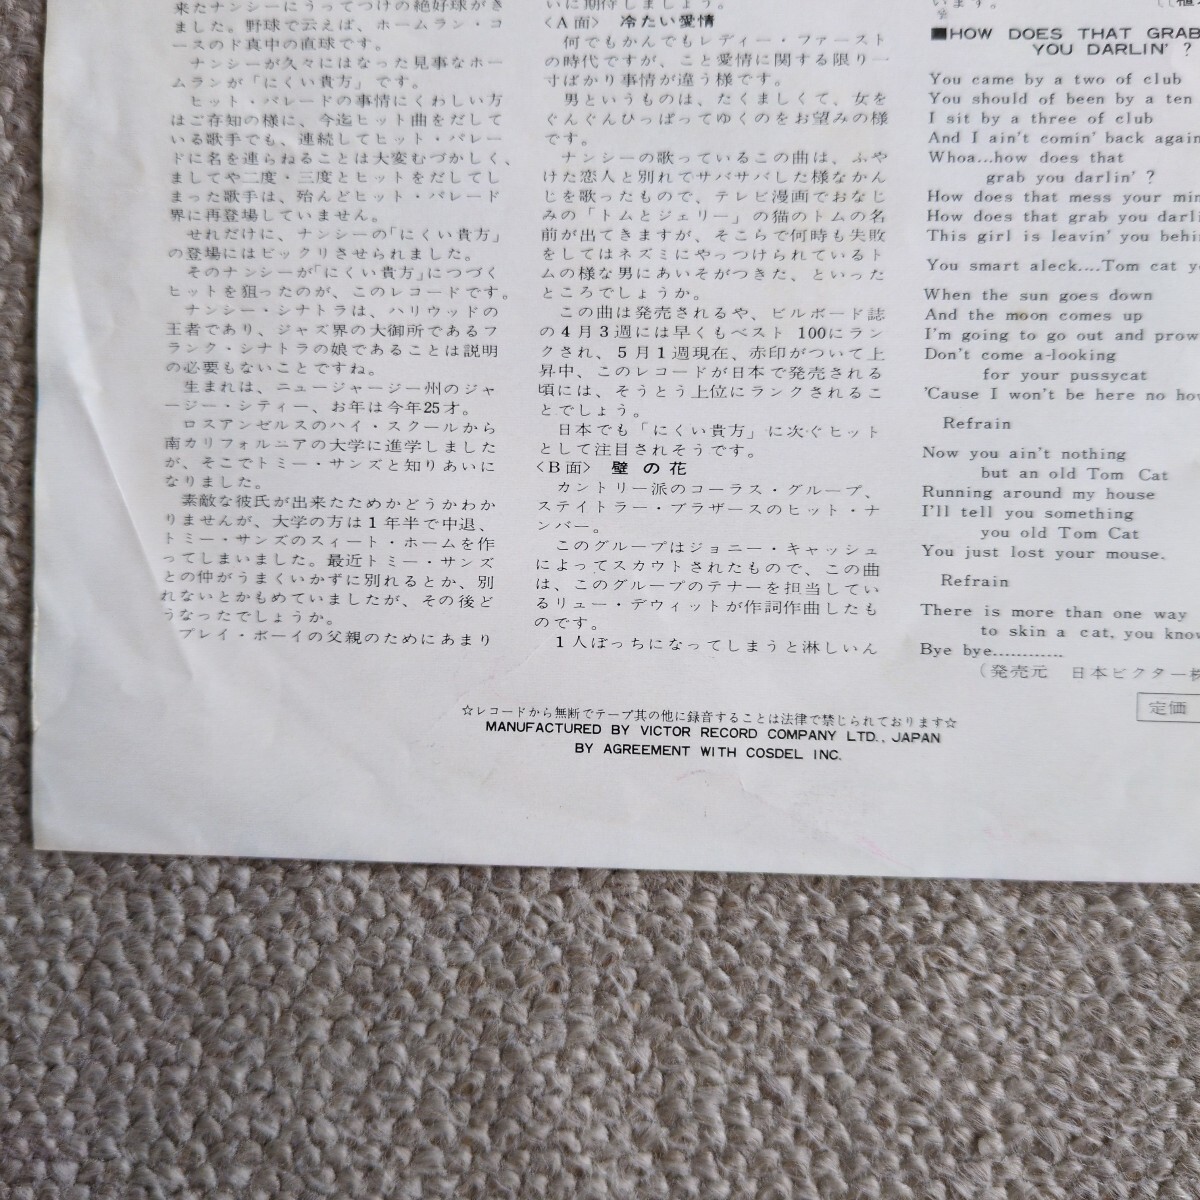 来たナンシーにうってつけの絶好球がき
ました。野球で云えば、ホームラン・コ
ースのド真中の直球です。
ナンシーが久々にはなった見事なホー
ムランが「にくい貴方」です。
ヒット・パレードの事情にくわしい方
はご存知の様に、今迄ヒット曲をだして
いる歌手でも、連続してヒット・パレー
ドに名を連らねることは大変むづかしく、
ましてや二度・三度とヒットをだしてし
まった歌手は、殆んどヒット・パレード
界に再登場していません。
それだけに、ナンシーの「にくい貴方」
の登場にはビックリさせられました。
そのナンシーが「にくい貴方」につづく
ヒットを狙ったのが、このレコードです。
ナンシー・シナトラは、ハリウッドの
王者であり、ジャズ界の大御所であるフ
ランク・シナトラの娘であることは説明
の必要もないことですね。
生まれは、ニュージャージー州のジャ
ージー・シティー、お年は今年25才。
ロスアンゼルスのハイ・スクールから
南カリフォルニアの大学に進学しました
が、そこでトミー・サンズと知りあいに
なりました。
素敵な彼氏が出来たためかどうかわか
りませんが、大学の方は1年半で中退、
トミー・サンズのスィート・ホームを作
ってしまいました。最近トミー・サンズ
との仲がうまくいかずに別れるとか、別
れないとかもめていましたが、その後ど
うなったでしょうか。
プレイ・ボーイの父親のためにあまり
いに期待しましょう。
〈A面〉 冷たい愛情
何でもかんでもレディー・ファースト
の時代ですが、こと愛情に関する限り一
寸ばかり事情が違う様です。
男というものは、たくましくて、女を
ぐんぐんひっぱってゆくのをお望みの様
です。
ナンシーの歌っているこの曲は、ふや
けた恋人と別れてサバサバした様なかん
じを歌ったもので、テレビ漫画でおなじ
みの「トムとジェリー」の猫のトムの名
前が出てきますが、そこらで何時も失敗
をしてはネズミにやっつけられているト
ムの様な男にあいそがつきた、といった
ところでしょうか。
この曲は発売されるや、ビルボード誌
の4月3週には早くもベスト 100にラン
クされ、5月1週現在、赤印がついて上
昇中、このレコードが日本で発売される
頃には、そうとう上位にランクされるこ
とでしょう。
日本でも「にくい貴方」に次ぐヒット
として注目されそうです。
〈B面〉 壁の花
カントリー派のコーラス・グループ、
ステイトラー・ブラザースのヒット・ナ
ンバー。
このグループはジョニー・キャッシュ
によってスカウトされたもので、この曲
は、このグループのテナーを担当してい
るリュー・デウィットが作詞作曲したも
のです。
1人ぼっちになってしまうと淋しいん
います。
■HOW DOES THAT GRAB
YOU DARLIN' ?
You came by a two of club
You should of been by a ten
I sit by a three of club
And I ain't comin' back again
Whoa...how does that
grab you darlin' ?
How does that mess your min
How does that grab you darli
This girl is leavin' you behin
You smart aleck....Tom cat yo
When the sun goes down
And the moon comes up
I'm going to go out and prow
Don't come a-looking
for your pussycat
'Cause I won't be here no how
Refrain
Now you ain't nothing
but an old Tom Cat
Running around my house
I'll tell you something
you old Tom Cat
You just lost your mouse.
Refrain
There is more than one way
to skin a cat, you know
Bye bye............
(発売元 日本ビクター株
定価
☆レコードから無断でテープ其の他に録音することは法律で禁じられております☆
MANUFACTURED BY VICTOR RECORD COMPANY LTD., JAPAN
BY AGREEMENT WITH COSDEL INC.